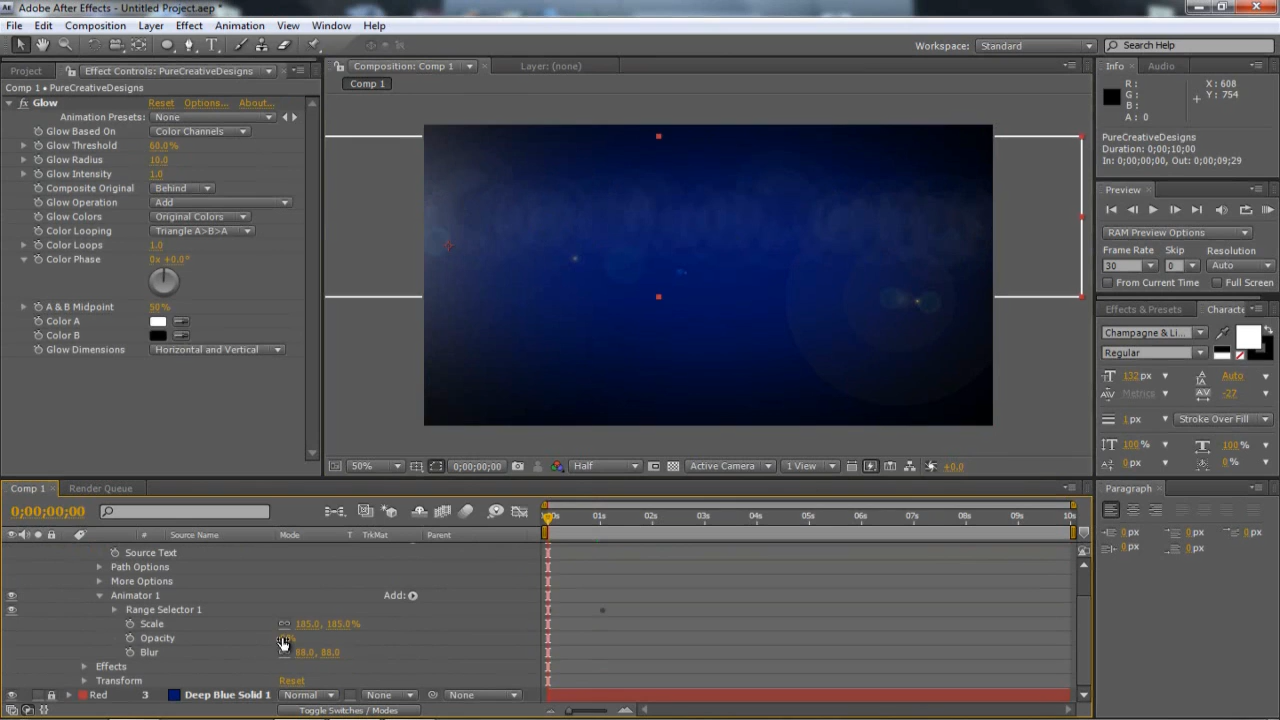 Adobe After Effects - Untitled Project.aep *
File Edit Composition Layer Effect Animation View Window Help
Workspace: Standard Search Help
Project Effect Controls: PureCreativeDesigns
Comp 1 • PureCreativeDesigns
fx Glow Reset Options... About...
Animation Presets: None
Glow Based On Color Channels
Glow Threshold 60.0%
Glow Radius 10.0
Glow Intensity 1.0
Composite Original Behind
Glow Operation Add
Glow Colors Original Colors
Color Looping Triangle A>B>A
Color Loops 1.0
Color Phase 0x +0.0°
A & B Midpoint 50%
Color A
Color B
Glow Dimensions Horizontal and Vertical
Composition: Comp 1 Layer: (none)
Comp 1
50% 0;00;00;00 Half Active Camera 1 View +0.0
Info Audio
R : X : 608
G : Y : 754
B :
A : 0
PureCreativeDesigns
Duration: 0;00;10;00
In: 0;00;00;00, Out: 0;00;09;29
Preview
RAM Preview Options
Frame Rate Skip Resolution
30 0 Auto
From Current Time Full Screen
Effects & Presets Characte
Champagne & Li...
Regular
132 px Auto
Metrics -27
1 px Stroke Over Fill
100 % 100 %
0 px 0 %
Paragraph
0 px 0 px 0 px
0 px 0 px
Comp 1 Render Queue
0;00;00;00
# Source Name Mode T TrkMat Parent
01s 02s 03s 04s 05s 06s 07s 08s 09s 10s
Source Text
Path Options
More Options
Animator 1 Add:
Range Selector 1
Scale 185.0, 185.0%
Opacity
Blur 88.0, 88.0
Effects
Transform Reset
Red 3 Deep Blue Solid 1 Normal None None
Toggle Switches / Modes